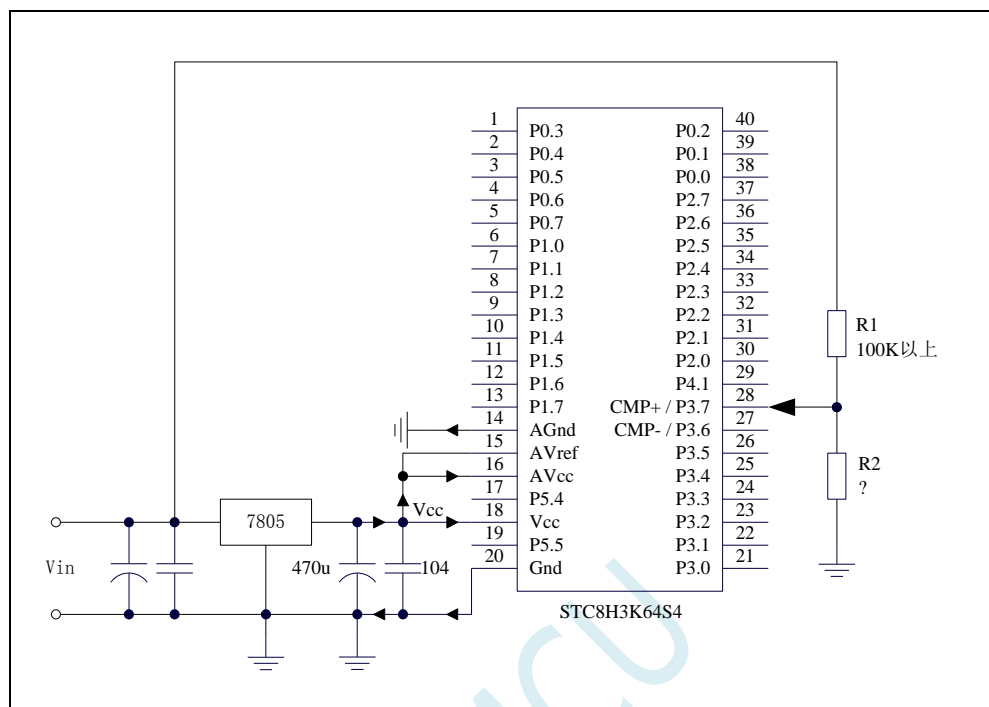 1 P0.3 P0.2 40
2 P0.4 P0.1 39
3 P0.5 P0.0 38
4 P0.6 P2.7 37
5 P0.7 P2.6 36
6 P1.0 P2.5 35
7 P1.1 P2.4 34
8 P1.2 P2.3 33
9 P1.3 P2.2 32
10 P1.4 P2.1 31
11 P1.5 P2.0 30
12 P1.6 P4.1 29
13 P1.7 CMP+ / P3.7 28
14 AGnd CMP- / P3.6 27
15 AVref P3.5 26
16 AVcc P3.4 25
17 P5.4 P3.3 24
18 Vcc P3.2 23
19 P5.5 P3.1 22
20 Gnd P3.0 21
R1
100K以上
R2
?
Vcc
7805
Vin
470u
104
STC8H3K64S4
MCU